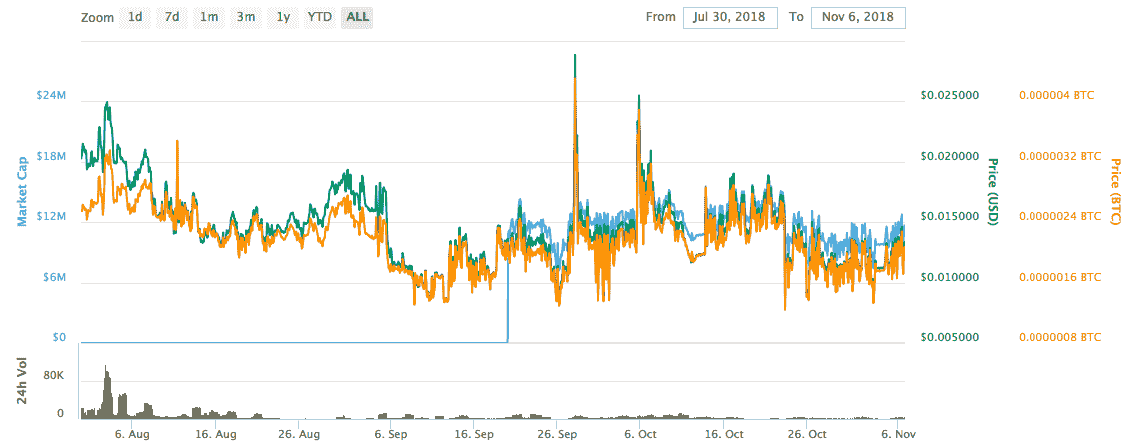 Zoom 1d 7d 1m 3m 1y YTD ALL From Jul 30, 2018 To Nov 6, 2018
$24M $0.025000 0.000004 BTC
$18M $0.020000 0.0000032 BTC
Market Cap Price (USD) Price (BTC)
$12M $0.015000 0.0000024 BTC
$6M $0.010000 0.0000016 BTC
$0 $0.005000 0.0000008 BTC
24h Vol
80K
0
6. Aug 16. Aug 26. Aug 6. Sep 16. Sep 26. Sep 6. Oct 16. Oct 26. Oct 6. Nov